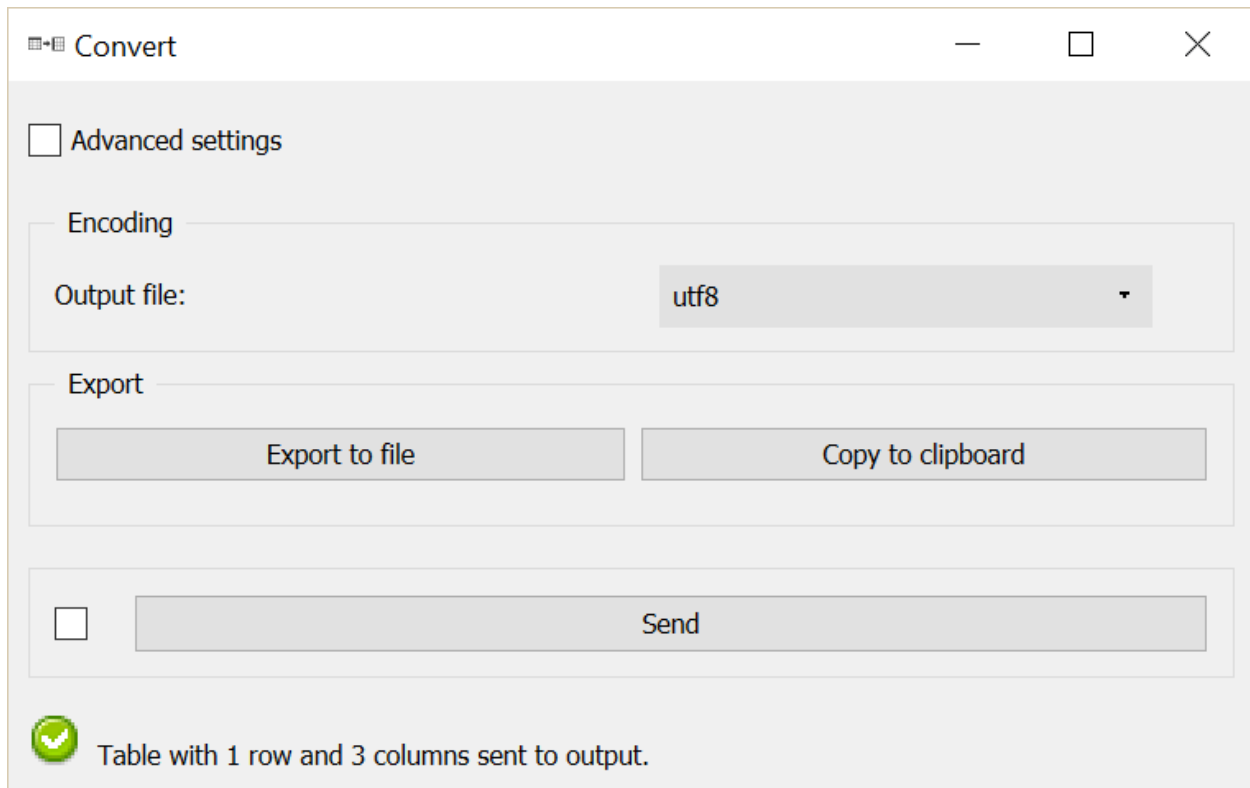 Convert
Advanced settings
Encoding
Output file: utf8
Export
Export to file Copy to clipboard
Send
Table with 1 row and 3 columns sent to output.